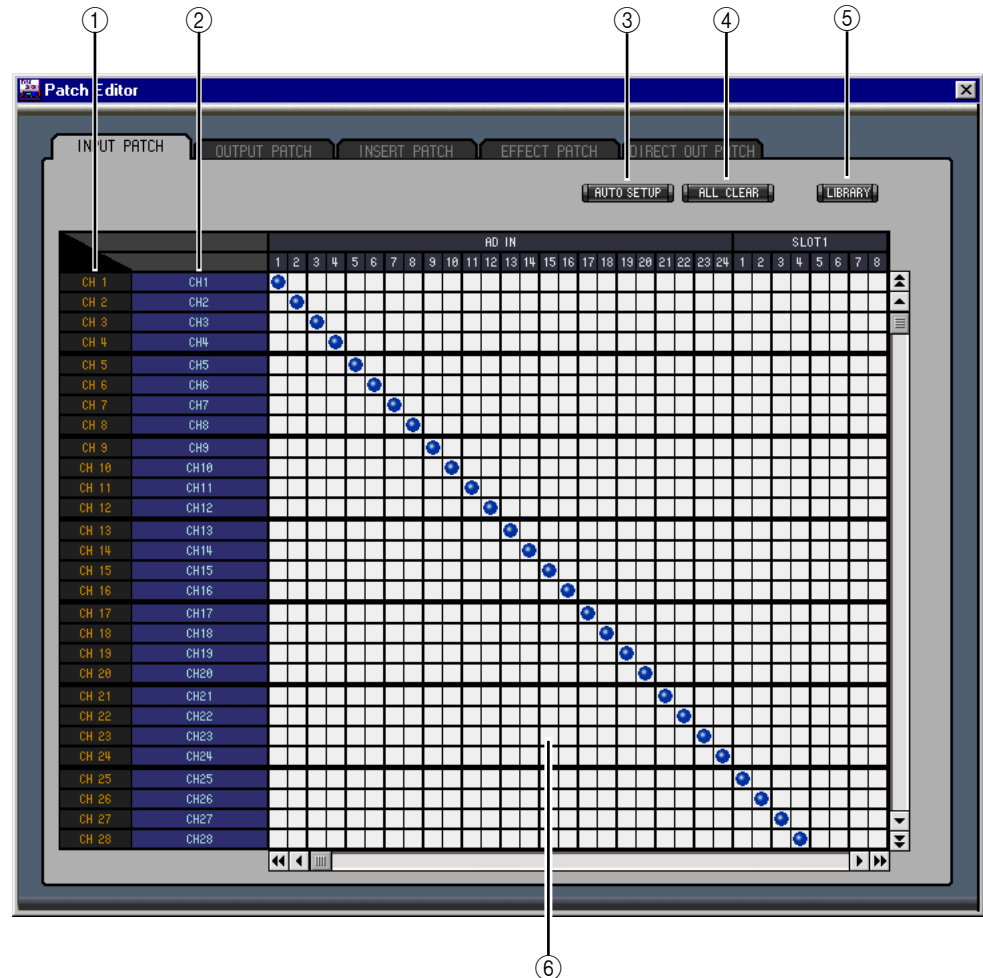 ① ② ③ ④ ⑤
Patch Editor
INPUT PATCH OUTPUT PATCH INSERT PATCH EFFECT PATCH DIRECT OUT PATCH
AUTO SETUP ALL CLEAR LIBRARY
AD IN SLOT1
1 2 3 4 5 6 7 8 9 10 11 12 13 14 15 16 17 18 19 20 21 22 23 24 1 2 3 4 5 6 7 8
CH 1 CH1
CH 2 CH2
CH 3 CH3
CH 4 CH4
CH 5 CH5
CH 6 CH6
CH 7 CH7
CH 8 CH8
CH 9 CH9
CH 10 CH10
CH 11 CH11
CH 12 CH12
CH 13 CH13
CH 14 CH14
CH 15 CH15
CH 16 CH16
CH 17 CH17
CH 18 CH18
CH 19 CH19
CH 20 CH20
CH 21 CH21
CH 22 CH22
CH 23 CH23
CH 24 CH24
CH 25 CH25
CH 26 CH26
CH 27 CH27
CH 28 CH28
⑥